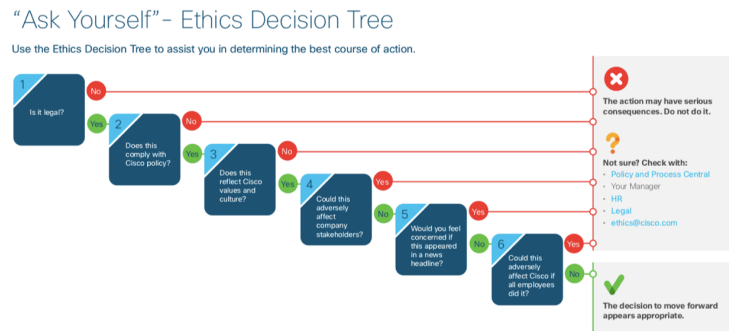 “Ask Yourself”- Ethics Decision Tree
Use the Ethics Decision Tree to assist you in determining the best course of action.
1
Is it legal?
No
Yes
2
Does this
comply with
Cisco policy?
No
Yes
3
Does this
reflect Cisco
values and
culture?
No
Yes
4
Could this
adversely
affect
company
stakeholders?
Yes
No
5
Would you feel
concerned if
this appeared
in a news
headline?
Yes
No
6
Could this
adversely
affect Cisco if
all employees
did it?
Yes
No
The action may have serious
consequences. Do not do it.
?
Not sure? Check with:
• Policy and Process Central
• Your Manager
• HR
• Legal
• ethics@cisco.com
The decision to move forward
appears appropriate.